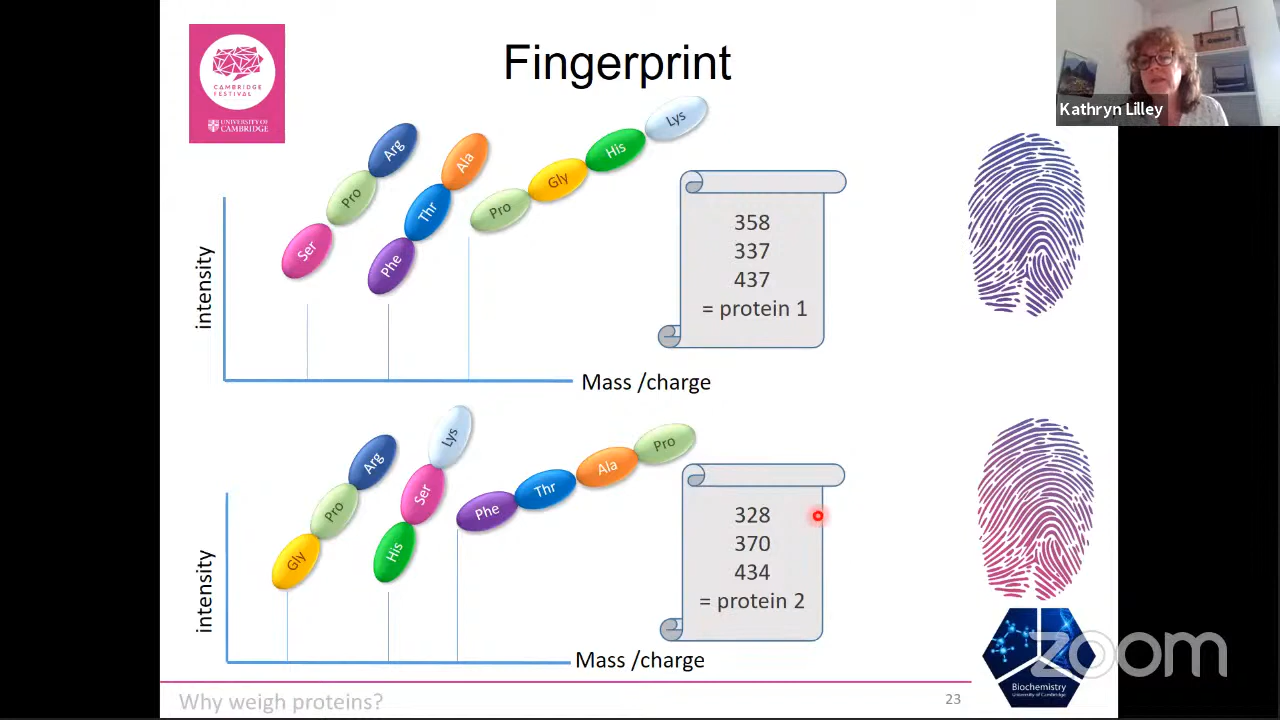 Fingerprint
CAMBRIDGE
FESTIVAL
UNIVERSITY OF
CAMBRIDGE
Kathryn Lilley
Ser
Pro
Arg
Phe
Thr
Ala
Pro
Gly
His
Lys
intensity
Mass /charge
358
337
437
= protein 1
Gly
Pro
Arg
His
Ser
Lys
Phe
Thr
Ala
Pro
intensity
Mass /charge
328
370
434
= protein 2
Why weigh proteins?
23
Biochemistry
University of Cambridge
zoom